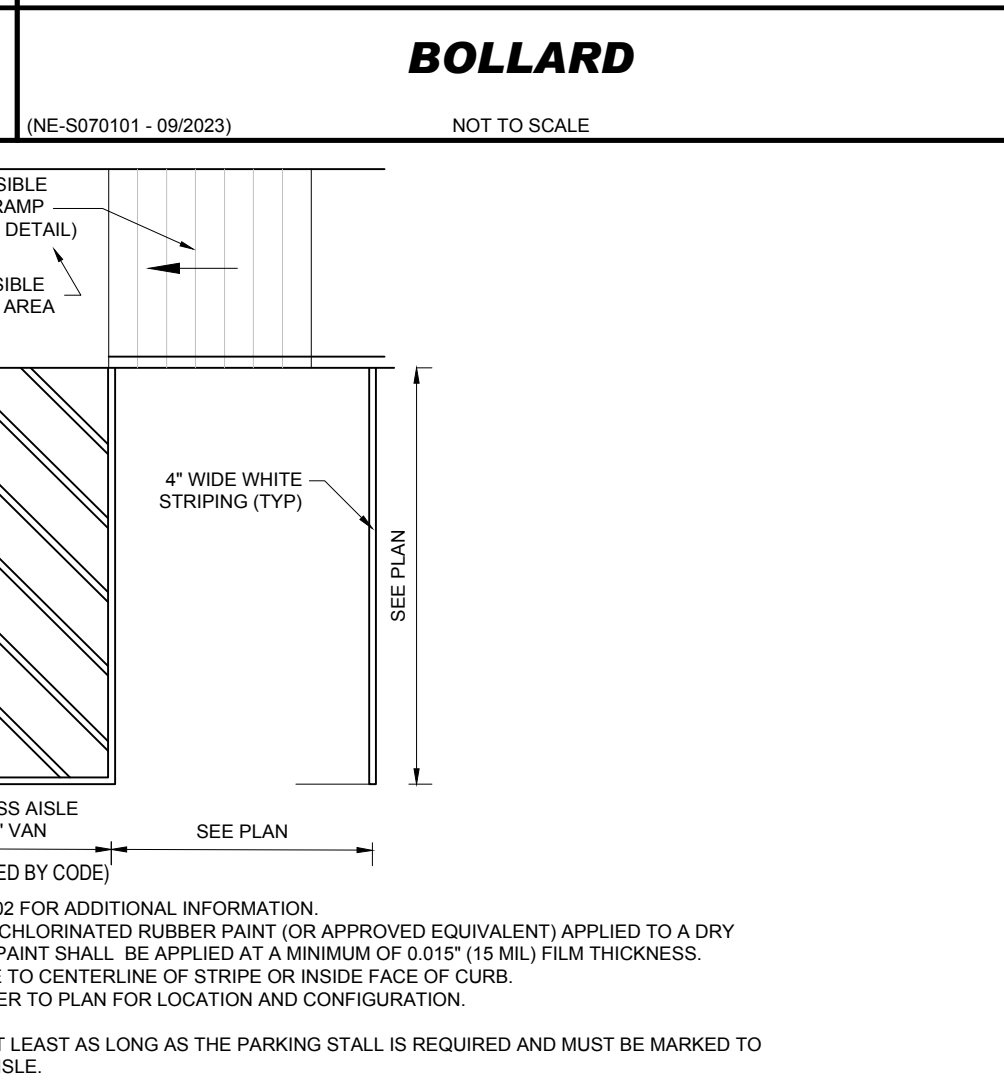 BOLLARD
(NE-S070101 - 09/2023) NOT TO SCALE
SIBLE
RAMP
DETAIL)
SIBLE
AREA
4" WIDE WHITE
STRIPING (TYP)
SEE PLAN
SS AISLE
" VAN
SEE PLAN
ED BY CODE)
02 FOR ADDITIONAL INFORMATION.
CHLORINATED RUBBER PAINT (OR APPROVED EQUIVALENT) APPLIED TO A DRY
PAINT SHALL BE APPLIED AT A MINIMUM OF 0.015" (15 MIL) FILM THICKNESS.
E TO CENTERLINE OF STRIPE OR INSIDE FACE OF CURB.
ER TO PLAN FOR LOCATION AND CONFIGURATION.
T LEAST AS LONG AS THE PARKING STALL IS REQUIRED AND MUST BE MARKED TO
ISLE.